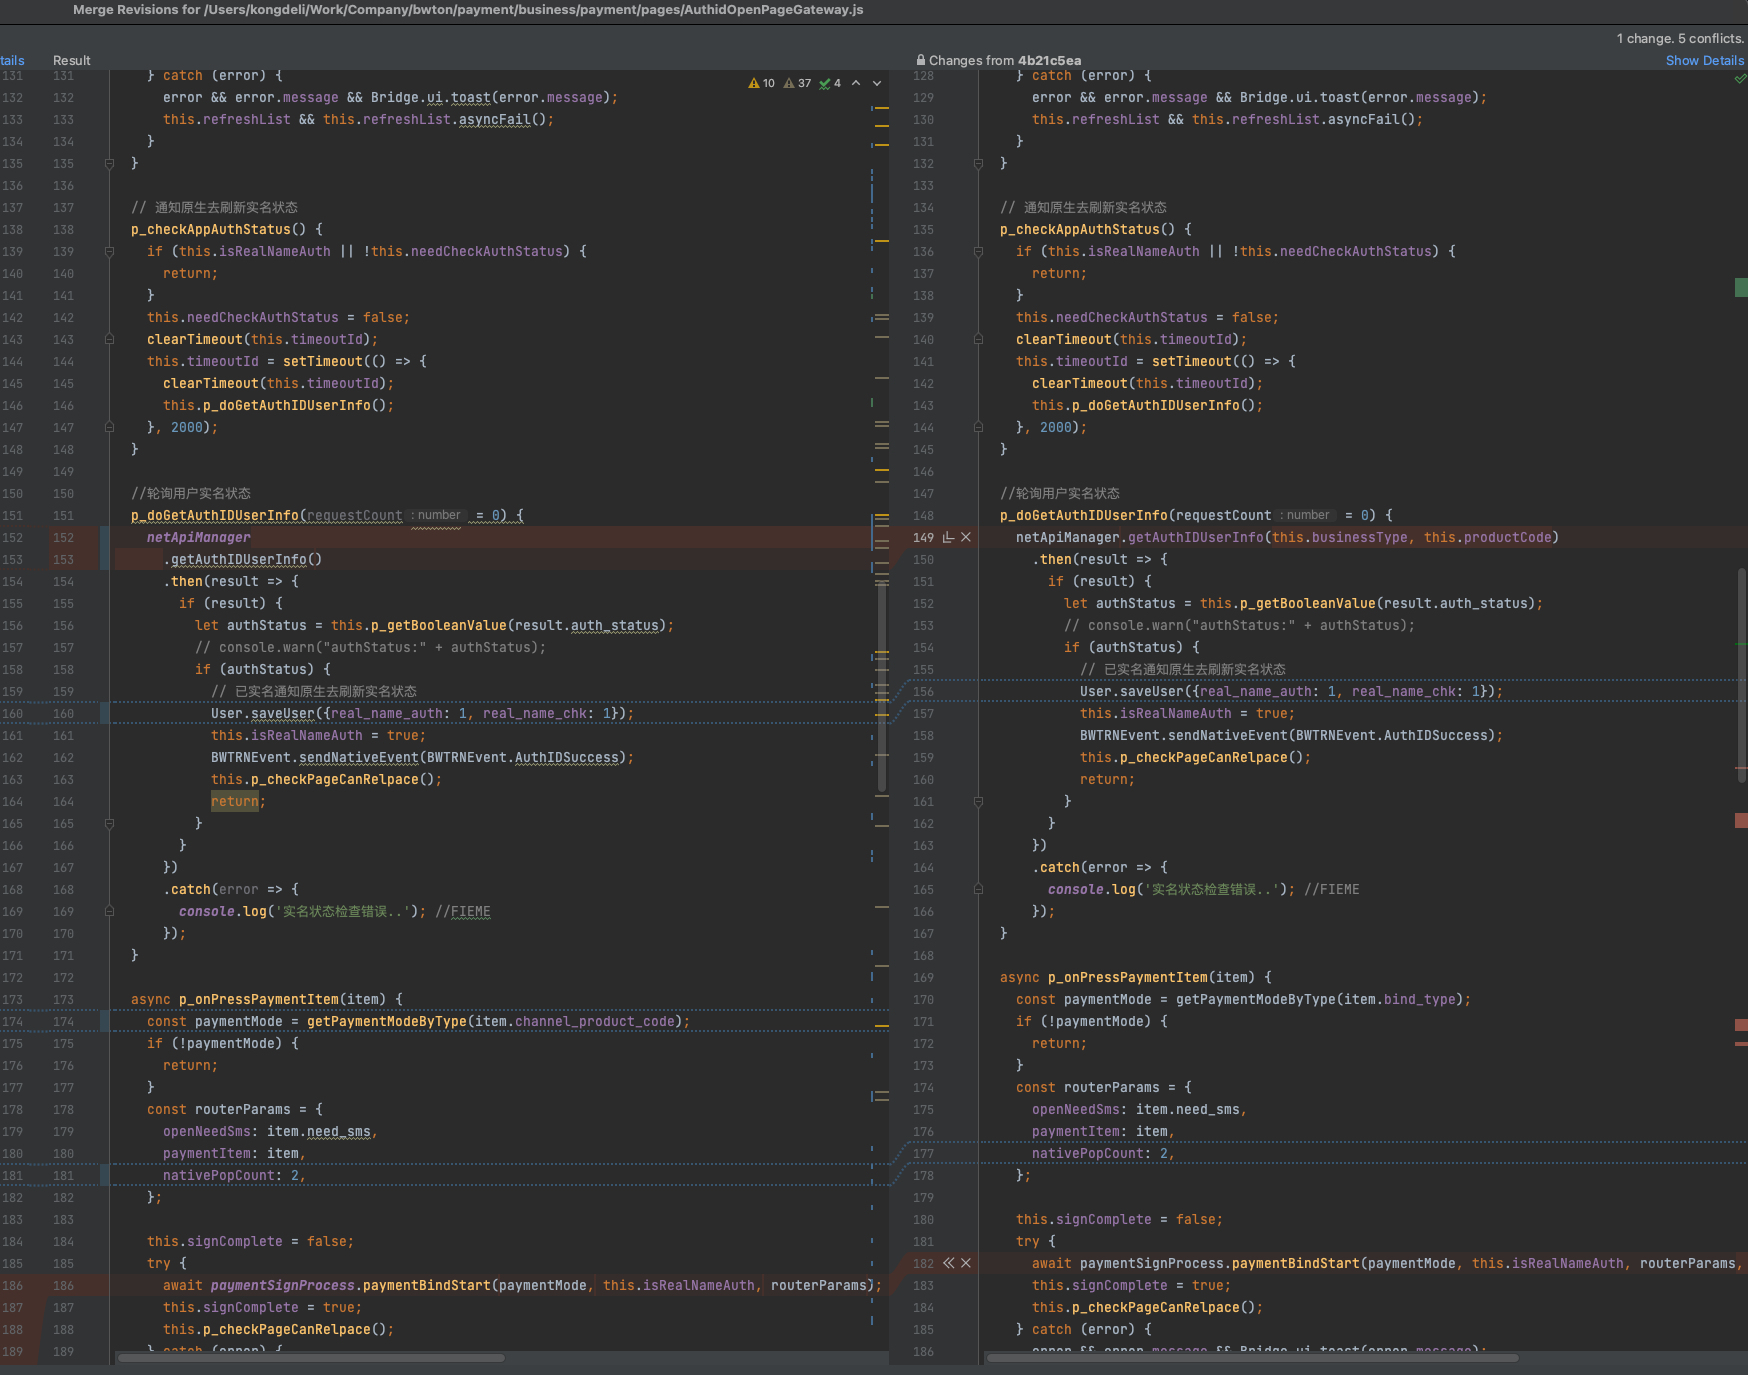 Merge Revisions for /Users/kongdeli/Work/Company/bwton/payment/business/payment/pages/AuthidOpenPageGateway.js
1 change. 5 conflicts.
tails Result
Changes from 4b21c5ea Show Details
10 37 4
131 131 } catch (error) {
132 132 error && error.message && Bridge.ui.toast(error.message);
133 133 this.refreshList && this.refreshList.asyncFail();
134 134 }
135 135 }
136 136
137 137 // 通知原生去刷新实名状态
138 138 p_checkAppAuthStatus() {
139 139 if (this.isRealNameAuth || !this.needCheckAuthStatus) {
140 140 return;
141 141 }
142 142 this.needCheckAuthStatus = false;
143 143 clearTimeout(this.timeoutId);
144 144 this.timeoutId = setTimeout(() => {
145 145 clearTimeout(this.timeoutId);
146 146 this.p_doGetAuthIDUserInfo();
147 147 }, 2000);
148 148 }
149 149
150 150 //轮询用户实名状态
151 151 p_doGetAuthIDUserInfo(requestCount : number = 0) {
152 152 netApiManager
153 153 .getAuthIDUserInfo()
154 154 .then(result => {
155 155 if (result) {
156 156 let authStatus = this.p_getBooleanValue(result.auth_status);
157 157 // console.warn("authStatus:" + authStatus);
158 158 if (authStatus) {
159 159 // 已实名通知原生去刷新实名状态
160 160 User.saveUser({real_name_auth: 1, real_name_chk: 1});
161 161 this.isRealNameAuth = true;
162 162 BWTRNEvent.sendNativeEvent(BWTRNEvent.AuthIDSuccess);
163 163 this.p_checkPageCanRelpace();
164 164 return;
165 165 }
166 166 }
167 167 })
168 168 .catch(error => {
169 169 console.log('实名状态检查错误..'); //FIEME
170 170 });
171 171 }
172 172
173 173 async p_onPressPaymentItem(item) {
174 174 const paymentMode = getPaymentModeByType(item.channel_product_code);
175 175 if (!paymentMode) {
176 176 return;
177 177 }
178 178 const routerParams = {
179 179 openNeedSms: item.need_sms,
180 180 paymentItem: item,
181 181 nativePopCount: 2,
182 182 };
183 183
184 184 this.signComplete = false;
185 185 try {
186 186 await paymentSignProcess.paymentBindStart(paymentMode, this.isRealNameAuth, routerParams);
187 187 this.signComplete = true;
188 188 this.p_checkPageCanRelpace();
189 189 } catch (error) {
128 } catch (error) {
129 error && error.message && Bridge.ui.toast(error.message);
130 this.refreshList && this.refreshList.asyncFail();
131 }
132 }
133
134 // 通知原生去刷新实名状态
135 p_checkAppAuthStatus() {
136 if (this.isRealNameAuth || !this.needCheckAuthStatus) {
137 return;
138 }
139 this.needCheckAuthStatus = false;
140 clearTimeout(this.timeoutId);
141 this.timeoutId = setTimeout(() => {
142 clearTimeout(this.timeoutId);
143 this.p_doGetAuthIDUserInfo();
144 }, 2000);
145 }
146
147 //轮询用户实名状态
148 p_doGetAuthIDUserInfo(requestCount : number = 0) {
149 netApiManager.getAuthIDUserInfo(this.businessType, this.productCode)
150 .then(result => {
151 if (result) {
152 let authStatus = this.p_getBooleanValue(result.auth_status);
153 // console.warn("authStatus:" + authStatus);
154 if (authStatus) {
155 // 已实名通知原生去刷新实名状态
156 User.saveUser({real_name_auth: 1, real_name_chk: 1});
157 this.isRealNameAuth = true;
158 BWTRNEvent.sendNativeEvent(BWTRNEvent.AuthIDSuccess);
159 this.p_checkPageCanRelpace();
160 return;
161 }
162 }
163 })
164 .catch(error => {
165 console.log('实名状态检查错误..'); //FIEME
166 });
167 }
168
169 async p_onPressPaymentItem(item) {
170 const paymentMode = getPaymentModeByType(item.bind_type);
171 if (!paymentMode) {
172 return;
173 }
174 const routerParams = {
175 openNeedSms: item.need_sms,
176 paymentItem: item,
177 nativePopCount: 2,
178 };
179
180 this.signComplete = false;
181 try {
182 await paymentSignProcess.paymentBindStart(paymentMode, this.isRealNameAuth, routerParams,
183 this.signComplete = true;
184 this.p_checkPageCanRelpace();
185 } catch (error) {
186 error && error.message && Bridge.ui.toast(error.message);